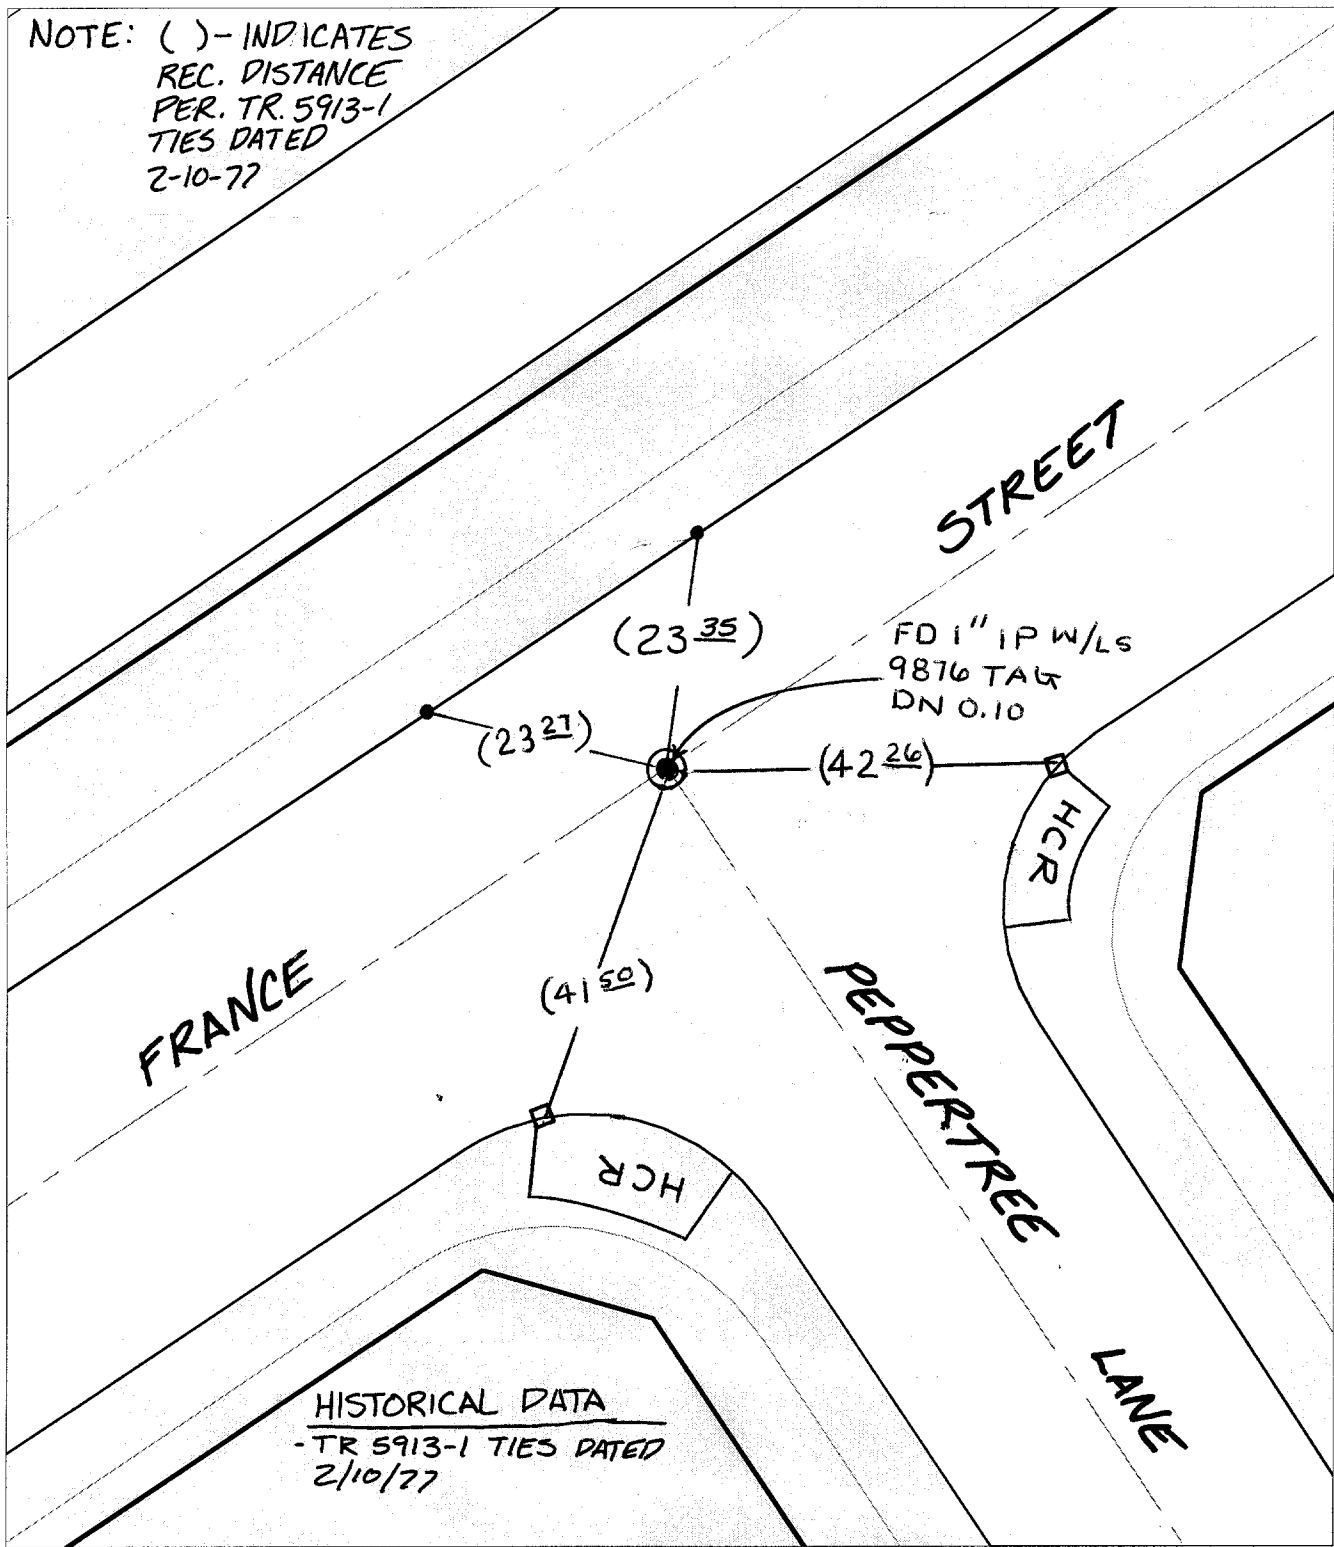 NOTE: ( )- INDICATES
REC. DISTANCE
PER. TR. 5913-1
TIES DATED
2-10-77
STREET
(23 35)
FD 1" IP W/LS
9876 TAG
DN 0.10
(23 27)
(42 26)
HCR
FRANCE
(41 50)
PEPPERTREE
HCR
LANE
HISTORICAL DATA
- TR 5913-1 TIES DATED
2/10/77